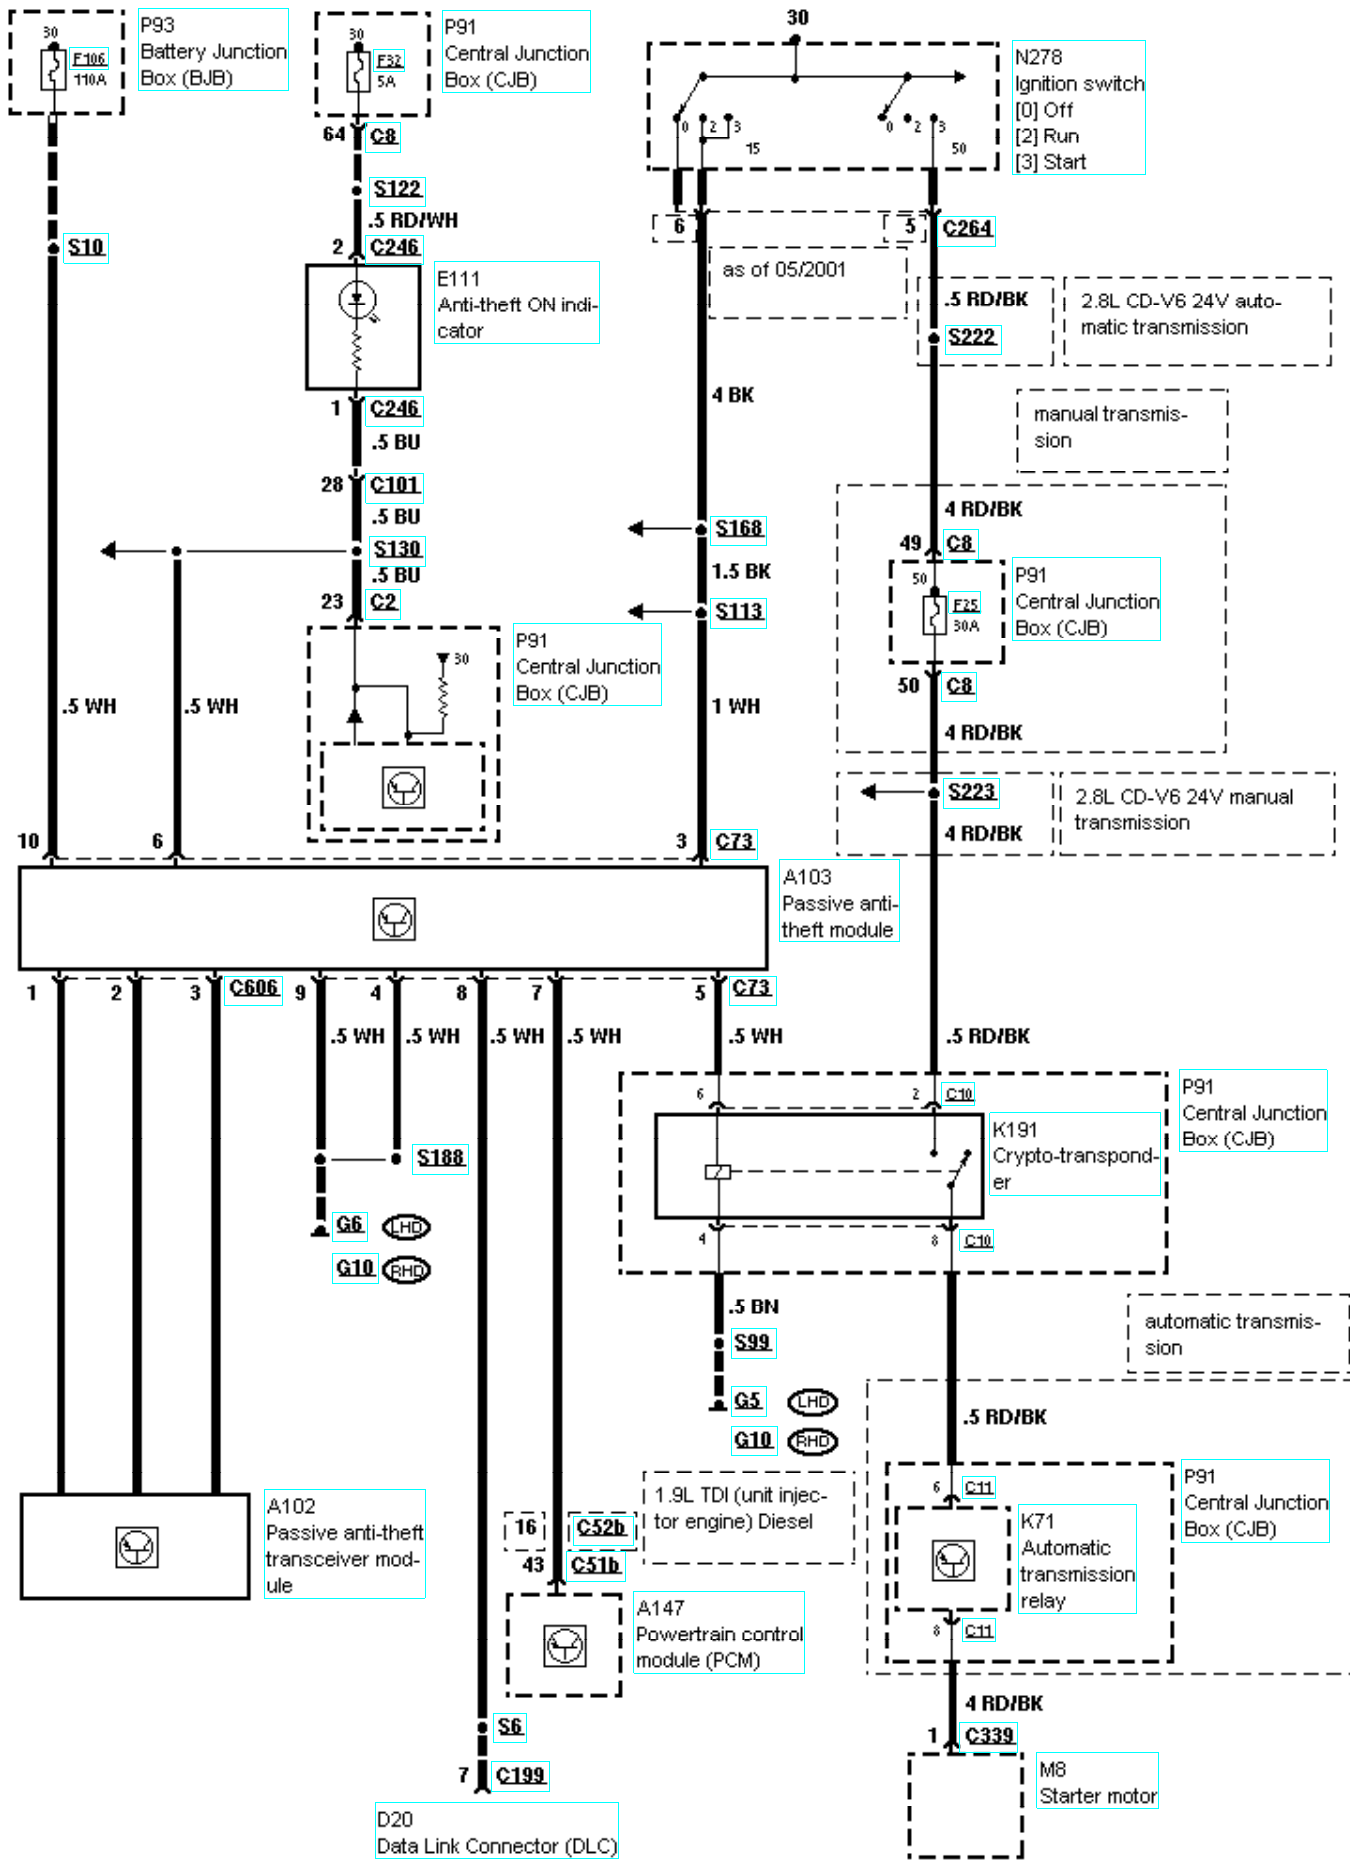 P93
Battery Junction
Box (BJB)
30
F106
110A
P91
Central Junction
Box (CJB)
30
F32
5A
30
N278
Ignition switch
[0] Off
[2] Run
[3] Start
0
2
3
15
0
2
3
50
64
C8
S122
.5 RD/WH
2
C246
S10
6
5
C264
as of 05/2001
E111
Anti-theft ON indi-
cator
.5 RD/BK
S222
2.8L CD-V6 24V auto-
matic transmission
1
C246
.5 BU
4 BK
manual transmis-
sion
28
C101
.5 BU
S130
.5 BU
23
C2
S168
1.5 BK
S113
4 RD/BK
49
C8
50
F25
30A
P91
Central Junction
Box (CJB)
50
C8
4 RD/BK
P91
Central Junction
Box (CJB)
30
.5 WH
.5 WH
1 WH
S223
4 RD/BK
2.8L CD-V6 24V manual
transmission
10
6
3
C73
A103
Passive anti-
theft module
1
2
3
C606
9
4
8
7
5
C73
.5 WH
.5 WH
.5 WH
.5 WH
.5 WH
.5 RD/BK
P91
Central Junction
Box (CJB)
6
2
C10
K191
Crypto-transpond-
er
4
8
C10
S188
G6
LHD
G10
RHD
.5 BN
S99
G5
LHD
G10
RHD
automatic transmis-
sion
.5 RD/BK
1.9L TDI (unit injec-
tor engine) Diesel
16
C52b
43
C51b
A102
Passive anti-theft
transceiver mod-
ule
A147
Powertrain control
module (PCM)
P91
Central Junction
Box (CJB)
6
C11
K71
Automatic
transmission
relay
8
C11
4 RD/BK
1
C339
M8
Starter motor
S6
7
C199
D20
Data Link Connector (DLC)